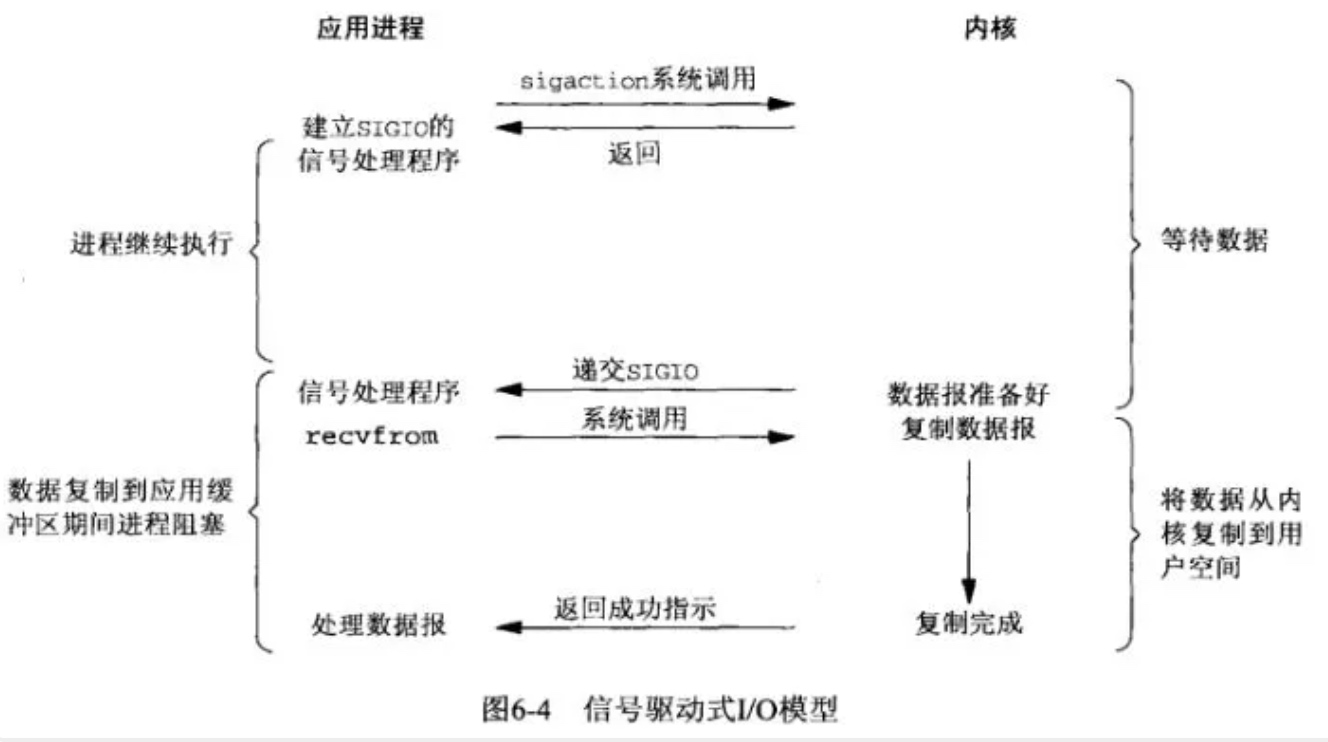 应用进程
内核
sigaction系统调用
建立SIGIO的
信号处理程序
返回
进程继续执行
等待数据
递交SIGIO
信号处理程序
数据报准备好
系统调用
复制数据报
recvfrom
数据复制到应用缓
冲区期间进程阻塞
将数据从内
核复制到用
户空间
返回成功指示
处理数据报
复制完成
图6-4 信号驱动式I/O模型